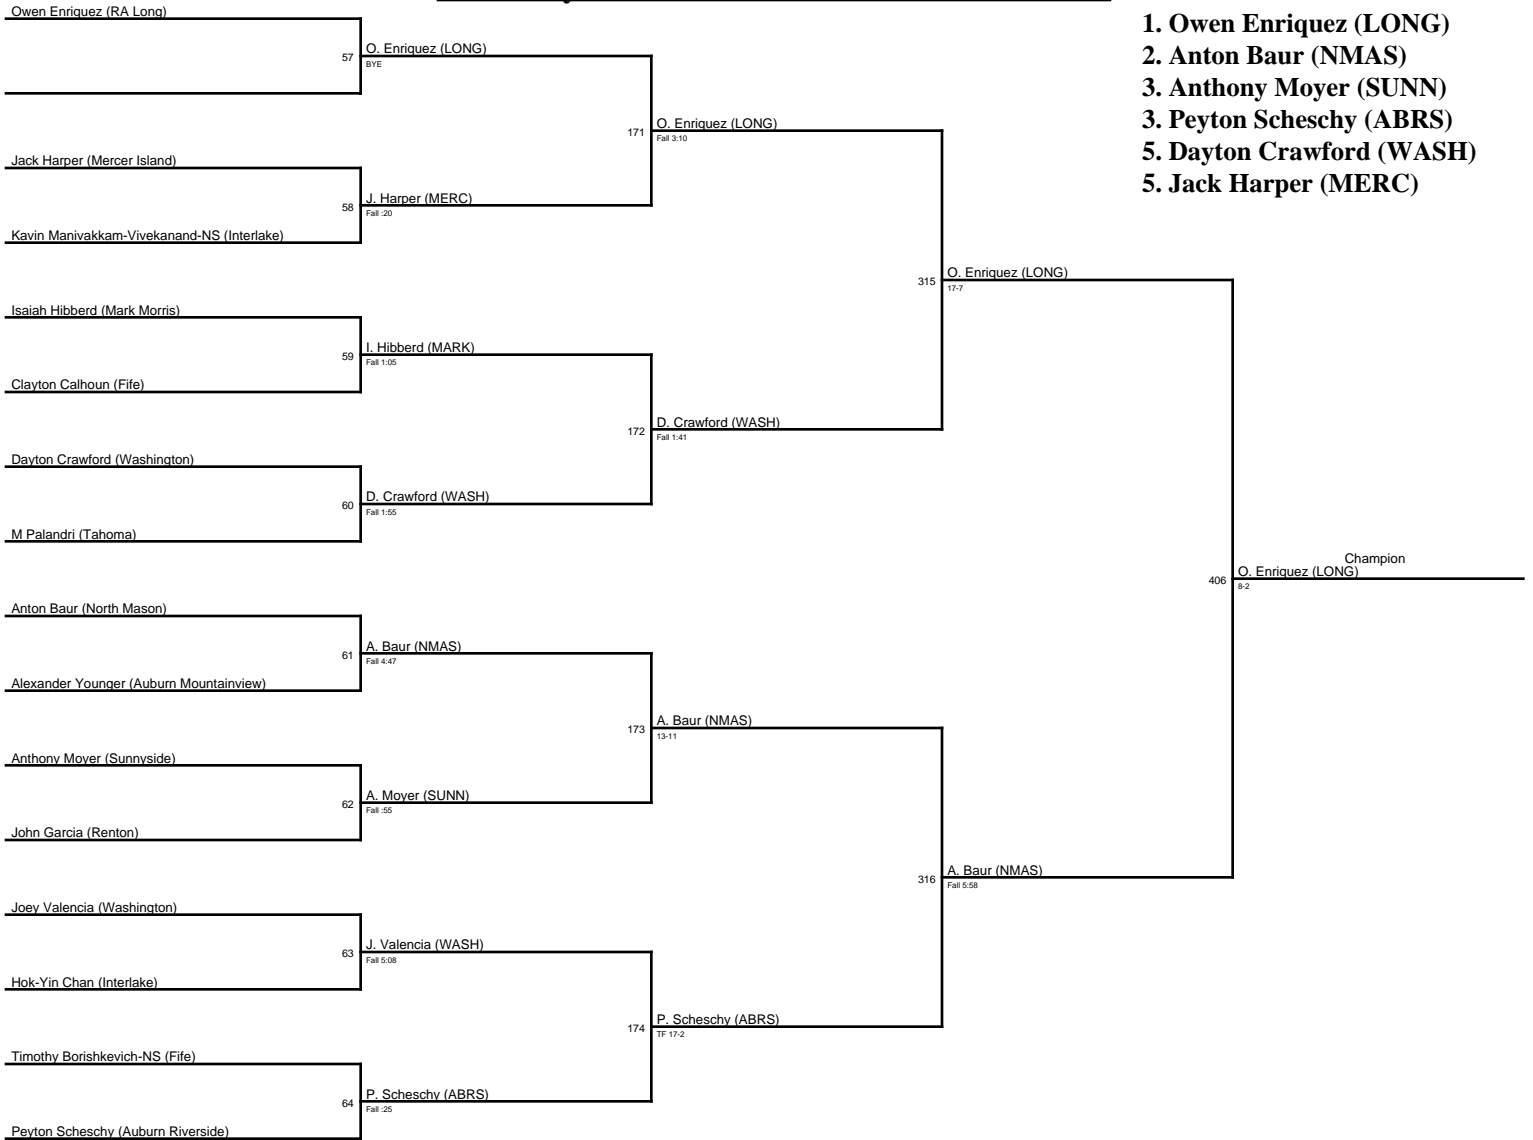 Owen Enriquez (RA Long)
57
O. Enriquez (LONG)
BYE
Jack Harper (Mercer Island)
58
J. Harper (MERC)
Fall :20
Kavin Manivakkam-Vivekanand-NS (Interlake)
171
O. Enriquez (LONG)
Fall 3:10
Isaiah Hibberd (Mark Morris)
59
I. Hibberd (MARK)
Fall 1:05
Clayton Calhoun (Fife)
172
D. Crawford (WASH)
Fall 1:41
Dayton Crawford (Washington)
60
D. Crawford (WASH)
Fall 1:55
M Palandri (Tahoma)
315
O. Enriquez (LONG)
17-7
Anton Baur (North Mason)
61
A. Baur (NMAS)
Fall 4:47
Alexander Younger (Auburn Mountainview)
173
A. Baur (NMAS)
13-11
Anthony Moyer (Sunnyside)
62
A. Moyer (SUNN)
Fall :55
John Garcia (Renton)
316
A. Baur (NMAS)
Fall 5:58
Joey Valencia (Washington)
63
J. Valencia (WASH)
Fall 5:08
Hok-Yin Chan (Interlake)
174
P. Scheschy (ABRS)
TF 17-2
Timothy Borishkevich-NS (Fife)
64
P. Scheschy (ABRS)
Fall :25
Peyton Scheschy (Auburn Riverside)
406
Champion
O. Enriquez (LONG)
8-2
1. Owen Enriquez (LONG)
2. Anton Baur (NMAS)
3. Anthony Moyer (SUNN)
3. Peyton Scheschy (ABRS)
5. Dayton Crawford (WASH)
5. Jack Harper (MERC)